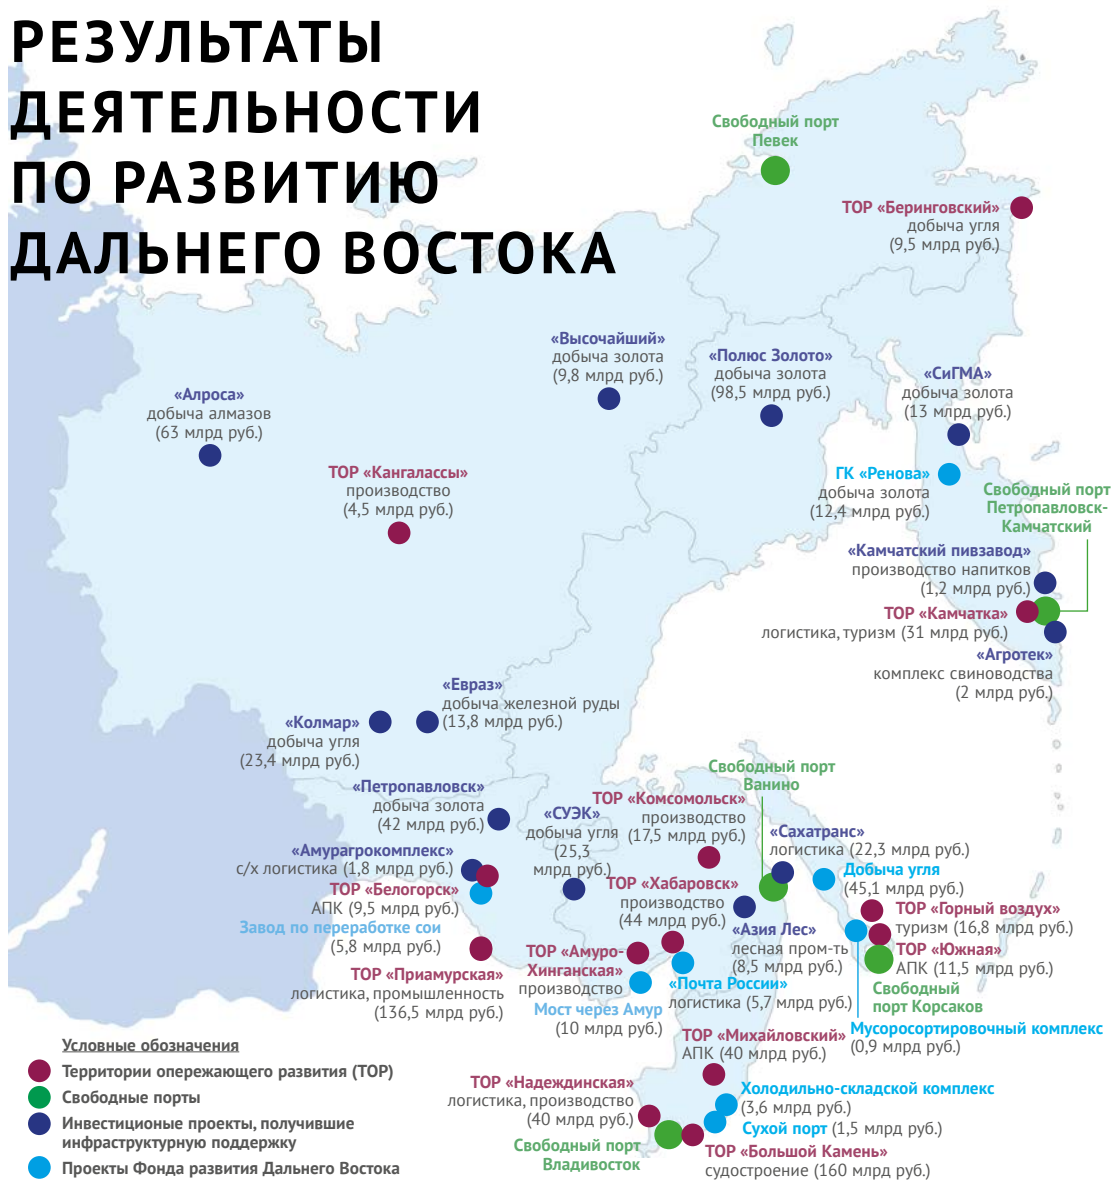 РЕЗУЛЬТАТЫ
ДЕЯТЕЛЬНОСТИ
ПО РАЗВИТИЮ
ДАЛЬНЕГО ВОСТОКА
Свободный порт
Певек
ТОР «Беринговский»
добыча угля
(9,5 млрд руб.)
«Высочайший»
добыча золота
(9,8 млрд руб.)
«Полюс Золото»
добыча золота
(98,5 млрд руб.)
«СиГМА»
добыча золота
(13 млрд руб.)
«Алроса»
добыча алмазов
(63 млрд руб.)
ТОР «Кангалассы»
производство
(4,5 млрд руб.)
ГК «Ренова»
добыча золота
(12,4 млрд руб.)
Свободный порт
Петропавловск-
Камчатский
«Камчатский пивзавод»
производство напитков
(1,2 млрд руб.)
ТОР «Камчатка»
логистика, туризм (31 млрд руб.)
«Агротек»
комплекс свиноводства
(2 млрд руб.)
«Евраз»
добыча железной руды
(13,8 млрд руб.)
«Колмар»
добыча угля
(23,4 млрд руб.)
«Петропавловск»
добыча золота
(42 млрд руб.)
«СУЭК»
добыча угля
(25,3
млрд руб.)
ТОР «Комсомольск»
производство
(17,5 млрд руб.)
Свободный порт
Ванино
«Сахатранс»
логистика (22,3 млрд руб.)
Добыча угля
(45,1 млрд руб.)
«Амурагрокомплекс»
с/х логистика (1,8 млрд руб.)
ТОР «Белогорск»
АПК (9,5 млрд руб.)
Завод по переработке сои
(5,8 млрд руб.)
ТОР «Приамурская»
логистика, промышленность
(136,5 млрд руб.)
ТОР «Хабаровск»
производство
(44 млрд руб.)
«Азия Лес»
лесная пром-ть
(8,5 млрд руб.)
ТОР «Горный воздух»
туризм (16,8 млрд руб.)
ТОР «Южная»
АПК (11,5 млрд руб.)
Свободный
порт Корсаков
ТОР «Амуро-
Хинганская»
производство
«Почта России»
логистика (5,7 млрд руб.)
Мост через Амур
(10 млрд руб.)
Мусоросортировочный комплекс
(0,9 млрд руб.)
ТОР «Михайловский»
АПК (40 млрд руб.)
ТОР «Надеждинская»
логистика, производство
(40 млрд руб.)
Холодильно-складской комплекс
(3,6 млрд руб.)
Сухой порт (1,5 млрд руб.)
Свободный порт
Владивосток
ТОР «Большой Камень»
судостроение (160 млрд руб.)
Условные обозначения
Территории опережающего развития (ТОР)
Свободные порты
Инвестиционые проекты, получившие
инфраструктурную поддержку
Проекты Фонда развития Дальнего Востока